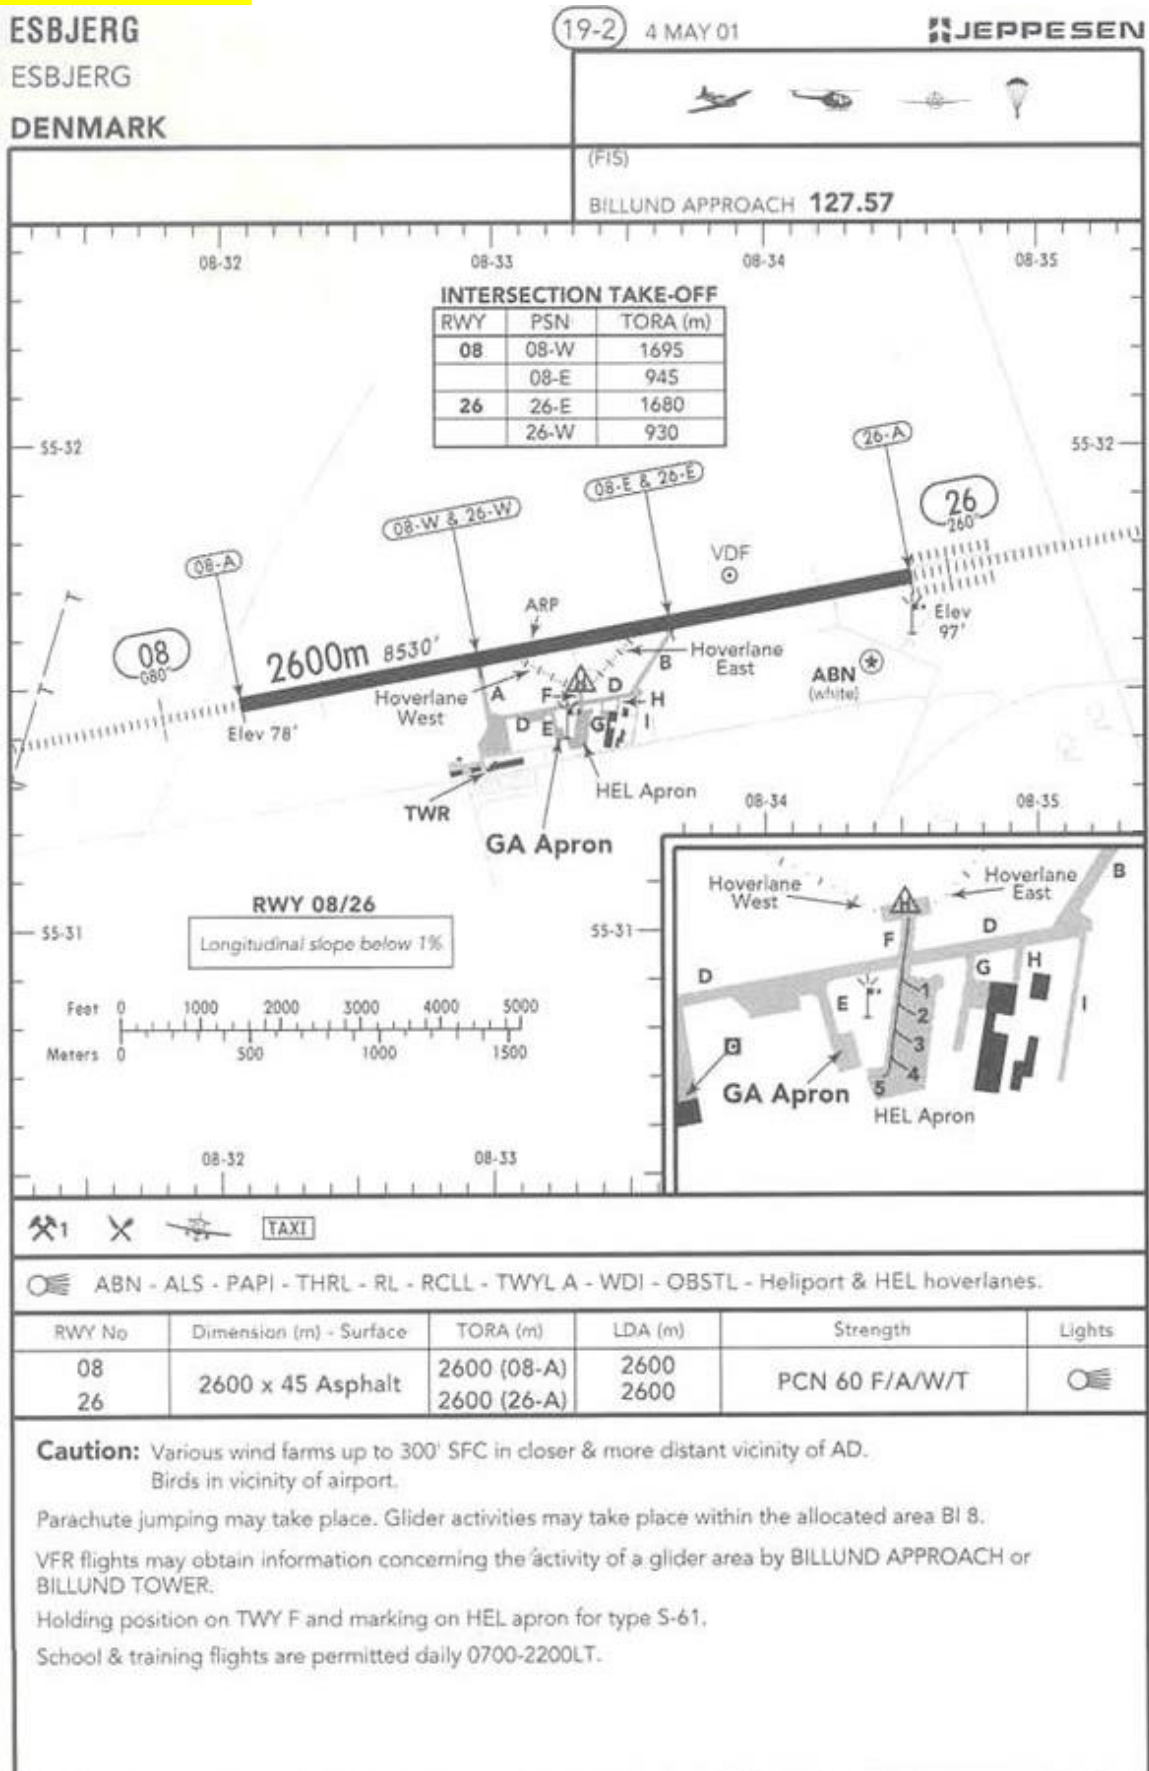 ESBJERG
19-2 4 MAY 01
JEPPESEN
ESBJERG
DENMARK
(FIS)
BILLUND APPROACH 127.57
08-32 08-33 08-34 08-35
INTERSECTION TAKE-OFF
RWY PSN TORA (m)
08 08-W 1695
08-E 945
26 26-E 1680
26-W 930
55-32
55-32
26-A
08-E & 26-E
26
260°
08-W & 26-W
VDF
08-A
ARP
Elev
97'
08
080°
2600m 8530'
Hoverlane
East
B
ABN
(white)
Hoverlane
West
A
F
H
D
H
D
E
G
I
Elev 78'
T
T
V
TWR
HEL Apron
GA Apron
08-34 08-35
RWY 08/26
Longitudinal slope below 1%
55-31
55-31
Feet 0 1000 2000 3000 4000 5000
Meters 0 500 1000 1500
08-32 08-33
Hoverlane
West
H
Hoverlane
East
B
F
D
D
G
H
E
I
1
2
3
4
5
C
GA Apron
HEL Apron
1
TAXI
ABN - ALS - PAPI - THRL - RL - RCLL - TWYL A - WDI - OBSTL - Heliport & HEL hoverlanes.
RWY No Dimension (m) - Surface TORA (m) LDA (m) Strength Lights
08 2600 (08-A) 2600
2600 x 45 Asphalt PCN 60 F/A/W/T
26 2600 (26-A) 2600
Caution: Various wind farms up to 300' SFC in closer & more distant vicinity of AD.
Birds in vicinity of airport.
Parachute jumping may take place. Glider activities may take place within the allocated area BI 8.
VFR flights may obtain information concerning the activity of a glider area by BILLUND APPROACH or
BILLUND TOWER.
Holding position on TWY F and marking on HEL apron for type S-61.
School & training flights are permitted daily 0700-2200LT.